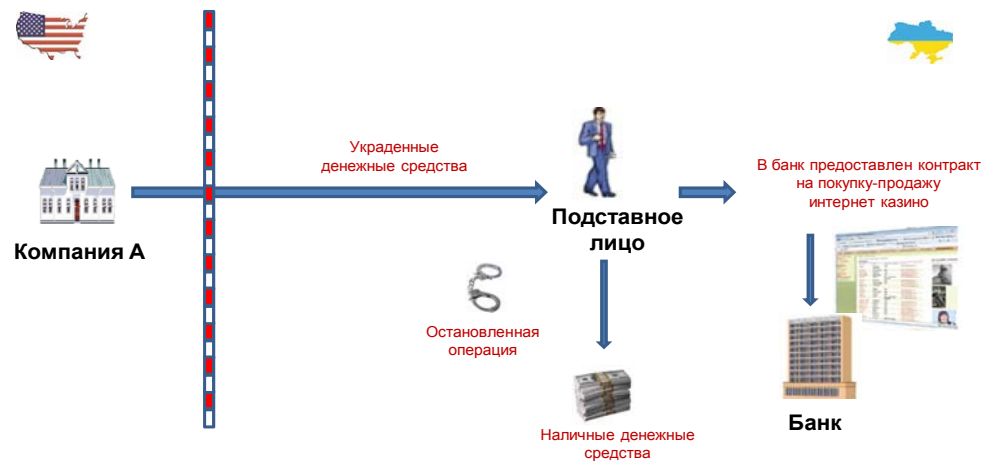 Украденные
денежные средства
В банк предоставлен контракт
на покупку-продажу
интернет казино
Компания А
Подставное
лицо
Остановленная
операция
Банк
Наличные денежные
средства